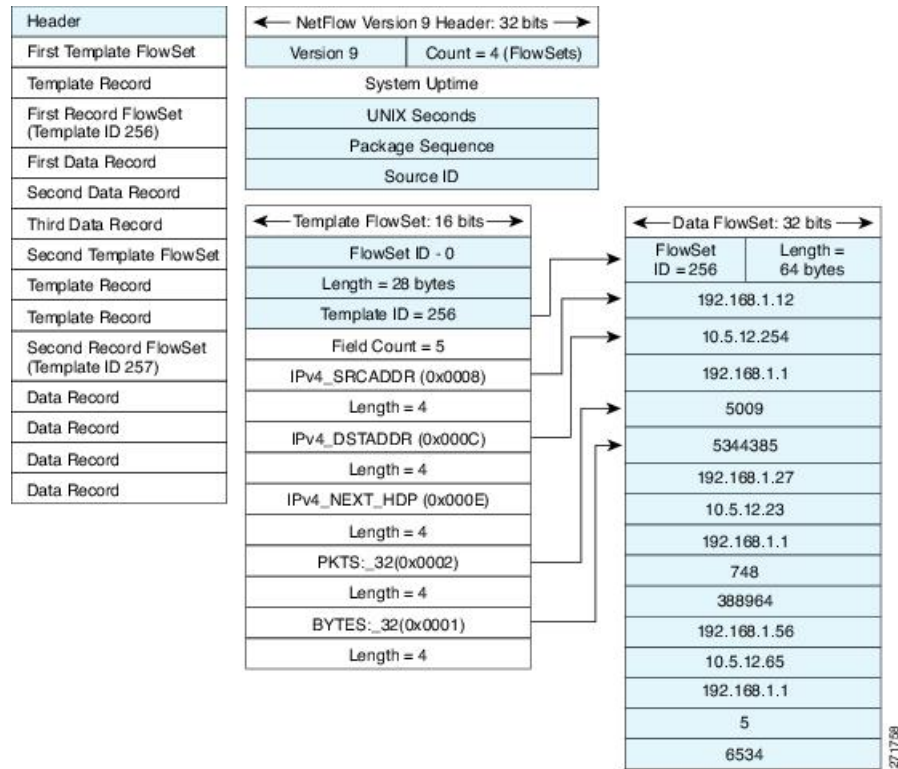 Header
First Template FlowSet
Template Record
First Record FlowSet
(Template ID 256)
First Data Record
Second Data Record
Third Data Record
Second Template FlowSet
Template Record
Template Record
Second Record FlowSet
(Template ID 257)
Data Record
Data Record
Data Record
Data Record
NetFlow Version 9 Header: 32 bits
Version 9
Count = 4 (FlowSets)
System Uptime
UNIX Seconds
Package Sequence
Source ID
Template FlowSet: 16 bits
FlowSet ID - 0
Length = 28 bytes
Template ID = 256
Field Count = 5
IPv4_SRCADDR (0x0008)
Length = 4
IPv4_DSTADDR (0x000C)
Length = 4
IPv4_NEXT_HDP (0x000E)
Length = 4
PKTS:_32(0x0002)
Length = 4
BYTES:_32(0x0001)
Length = 4
Data FlowSet: 32 bits
FlowSet
ID = 256
Length =
64 bytes
192.168.1.12
10.5.12.254
192.168.1.1
5009
5344385
192.168.1.27
10.5.12.23
192.168.1.1
748
388964
192.168.1.56
10.5.12.65
192.168.1.1
5
6534
271758